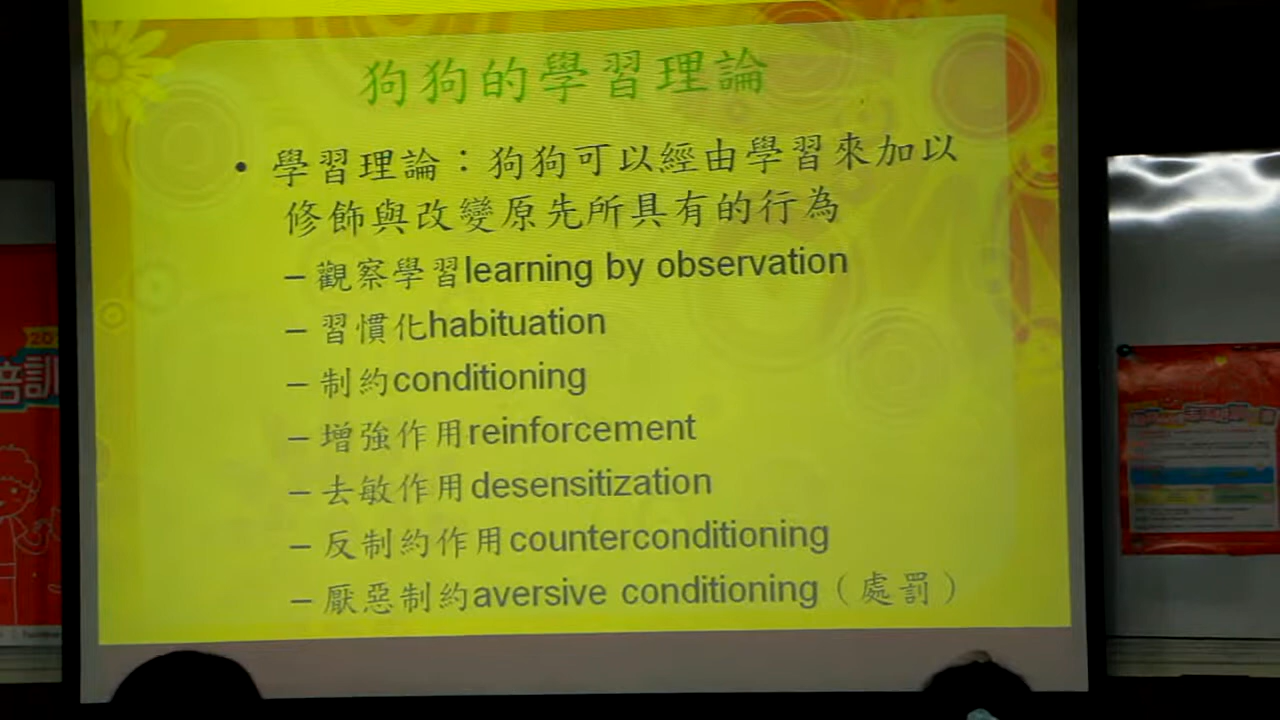 狗狗的學習理論
• 學習理論：狗狗可以經由學習來加以
修飾與改變原先所具有的行為
– 觀察學習learning by observation
– 習慣化habituation
– 制約conditioning
– 增強作用reinforcement
– 去敏作用desensitization
– 反制約作用counterconditioning
– 厭惡制約aversive conditioning（處罰）
20
培訓